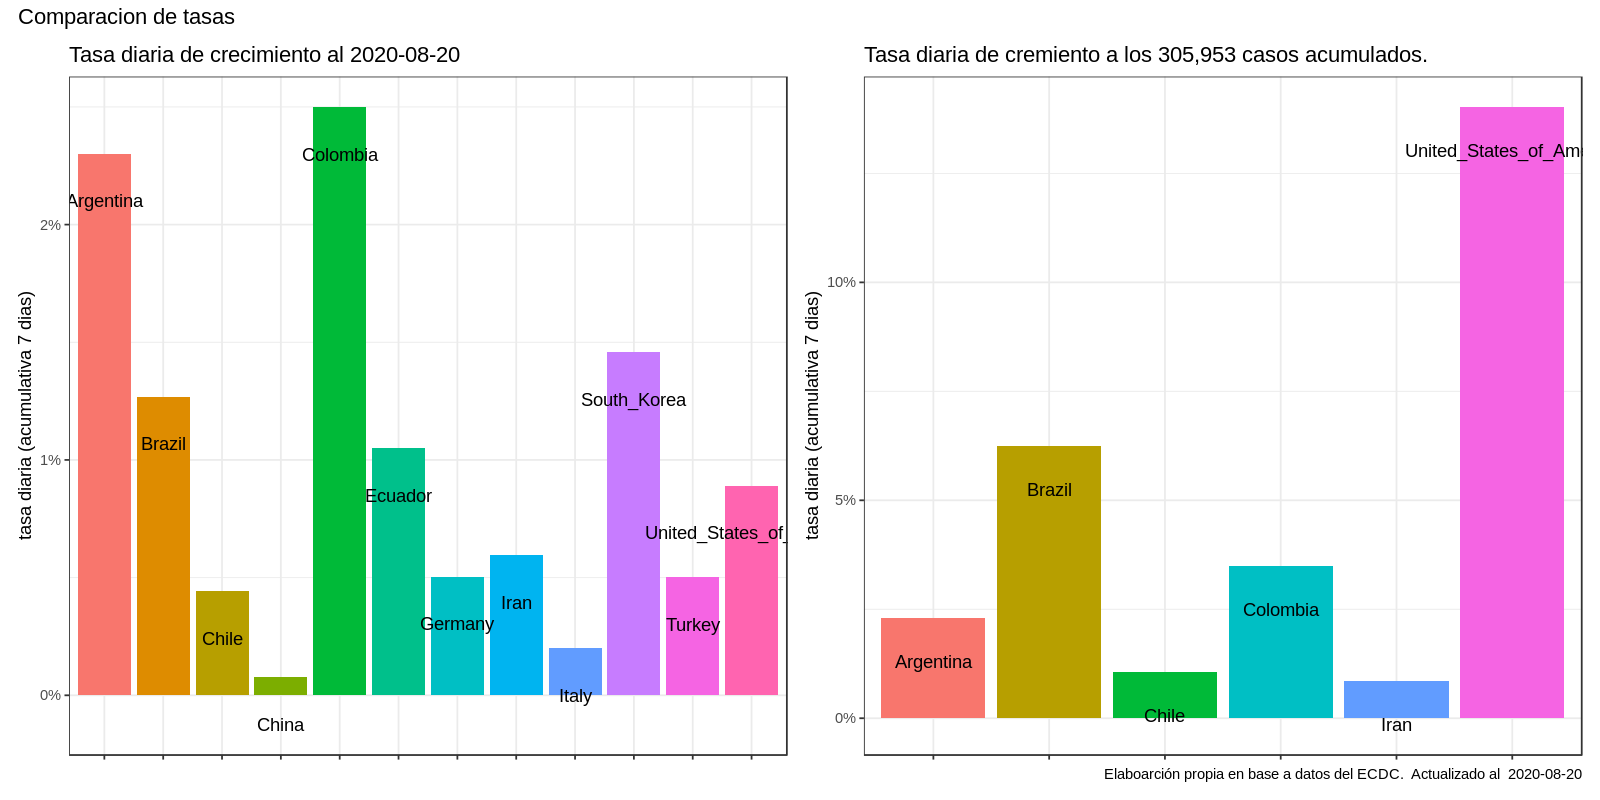 Comparacion de tasas
Tasa diaria de crecimiento al 2020-08-20
tasa diaria (acumulativa 7 dias)
2%
1%
0%
Argentina
Brazil
Chile
China
Colombia
Ecuador
Germany
Iran
Italy
South_Korea
Turkey
United_States_of_
Tasa diaria de cremiento a los 305,953 casos acumulados.
tasa diaria (acumulativa 7 dias)
10%
5%
0%
Argentina
Brazil
Chile
Colombia
Iran
United_States_of_Ame
Elaboarción propia en base a datos del ECDC. Actualizado al 2020-08-20